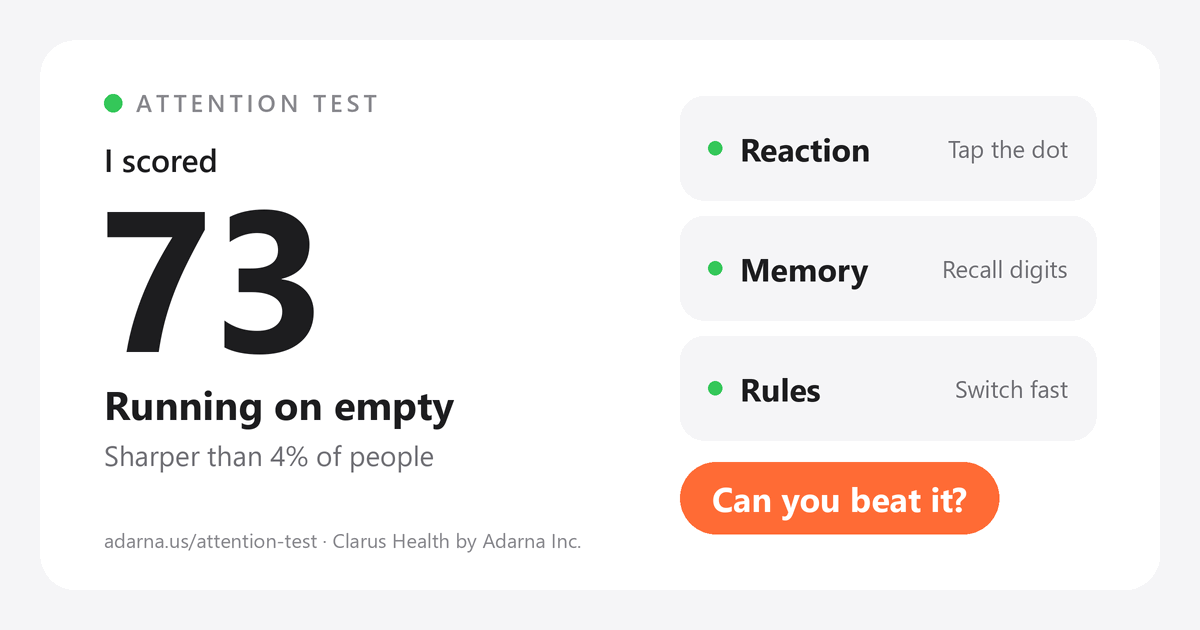 ATTENTION TEST
I scored
73
Running on empty
Sharper than 4% of people
adarna.us/attention-test · Clarus Health by Adarna Inc.
Reaction Tap the dot
Memory Recall digits
Rules Switch fast
Can you beat it?